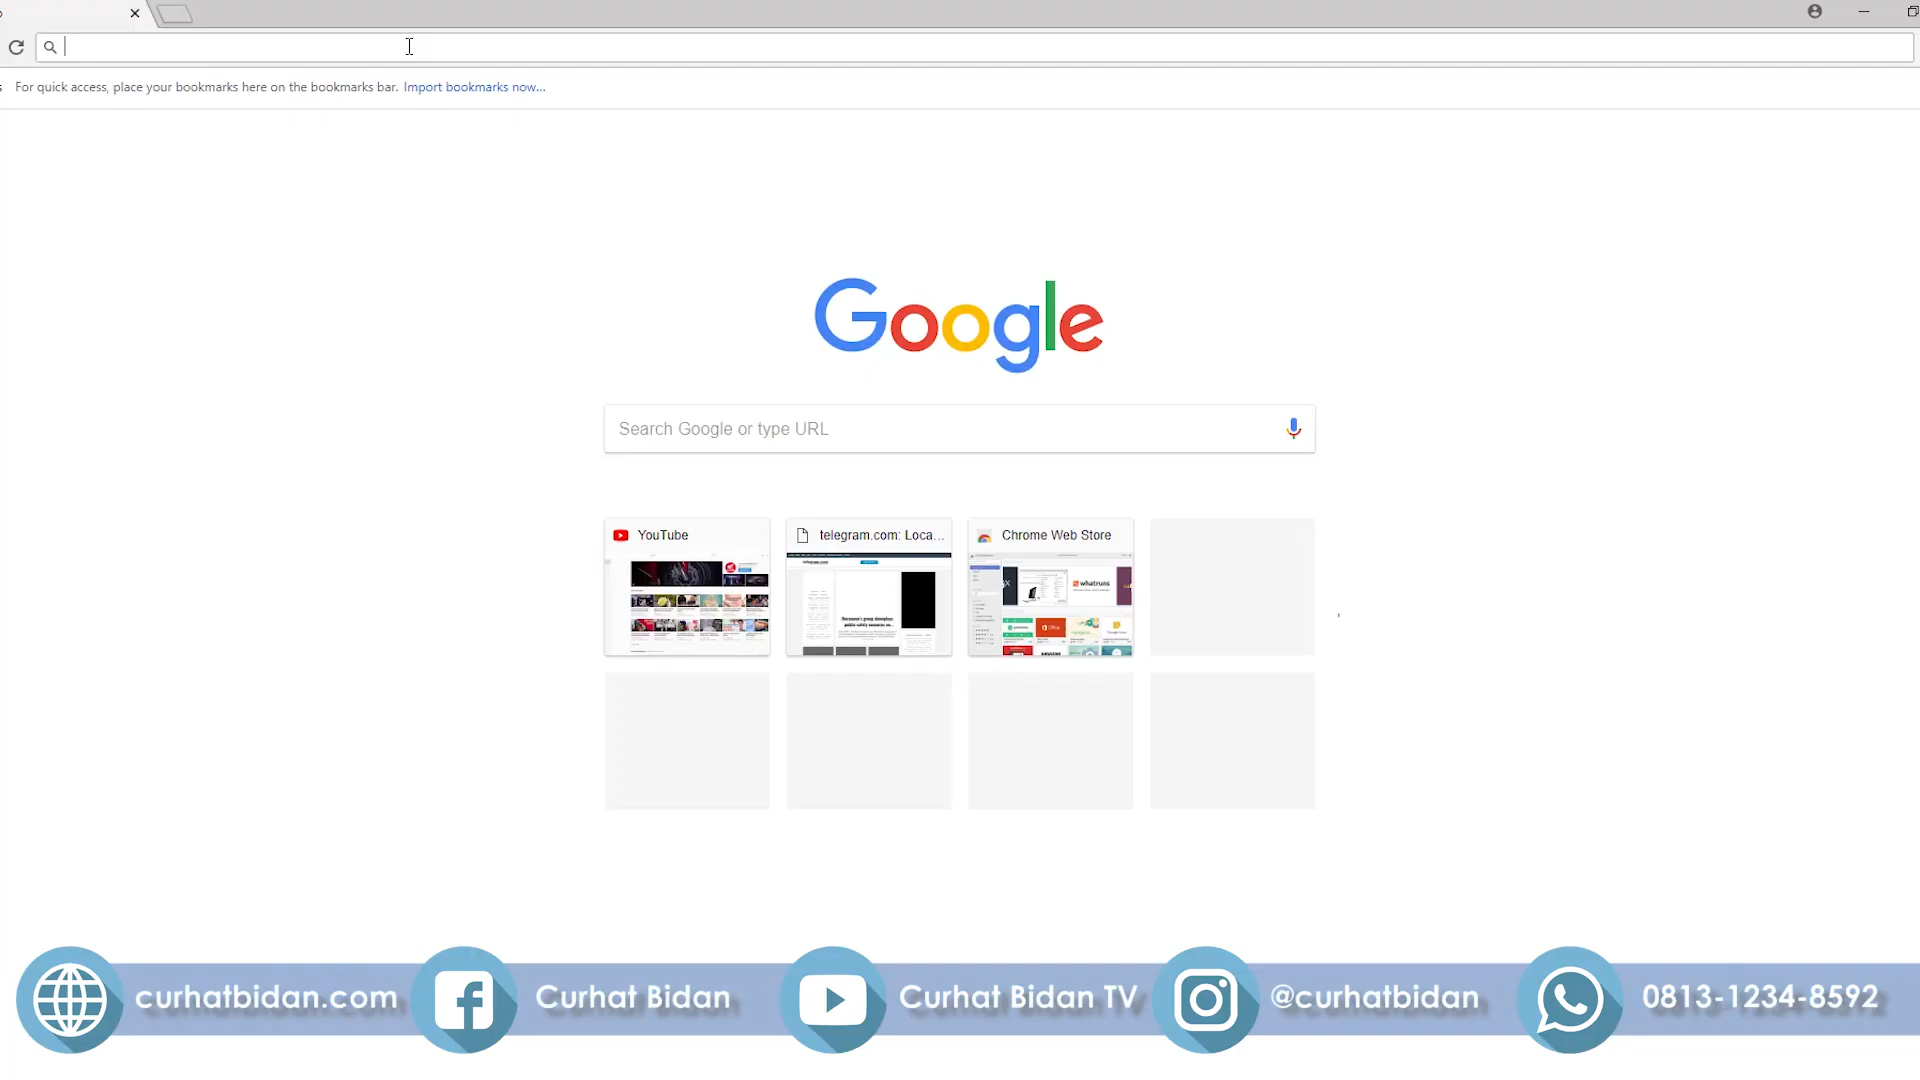 For quick access, place your bookmarks here on the bookmarks bar. Import bookmarks now...
Google
Search Google or type URL
YouTube
telegram.com: Loca...
Chrome Web Store
whatruns
curhatbidan.com
Curhat Bidan
Curhat Bidan TV
@curhatbidan
0813-1234-8592